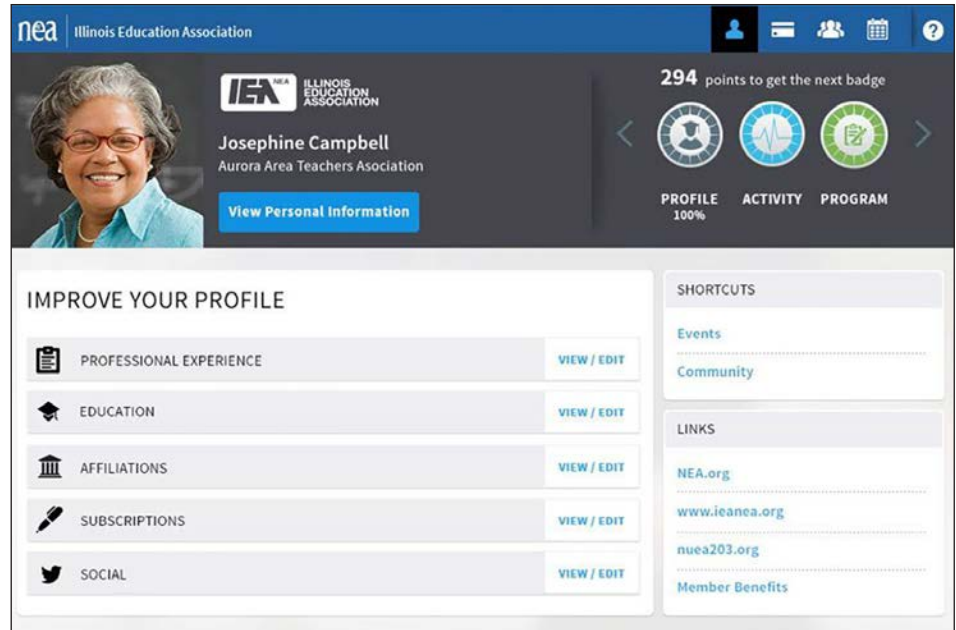 nea Illinois Education Association
IEA NEA
ILLINOIS
EDUCATION
ASSOCIATION
Josephine Campbell
Aurora Area Teachers Asociation
View Personal Information
294 points to get the next badge
PROFILE ACTIVITY PROGRAM
100%
IMPROVE YOUR PROFILE
PROFESSIONAL EXPERIENCE VIEW / EDIT
EDUCATION VIEW / EDIT
AFFILIATIONS VIEW / EDIT
SUBSCRIPTIONS VIEW / EDIT
SOCIAL VIEW / EDIT
SHORTCUTS
Events
Community
LINKS
NEA.org
www.ieanea.org
nuea203.org
Member Benefits